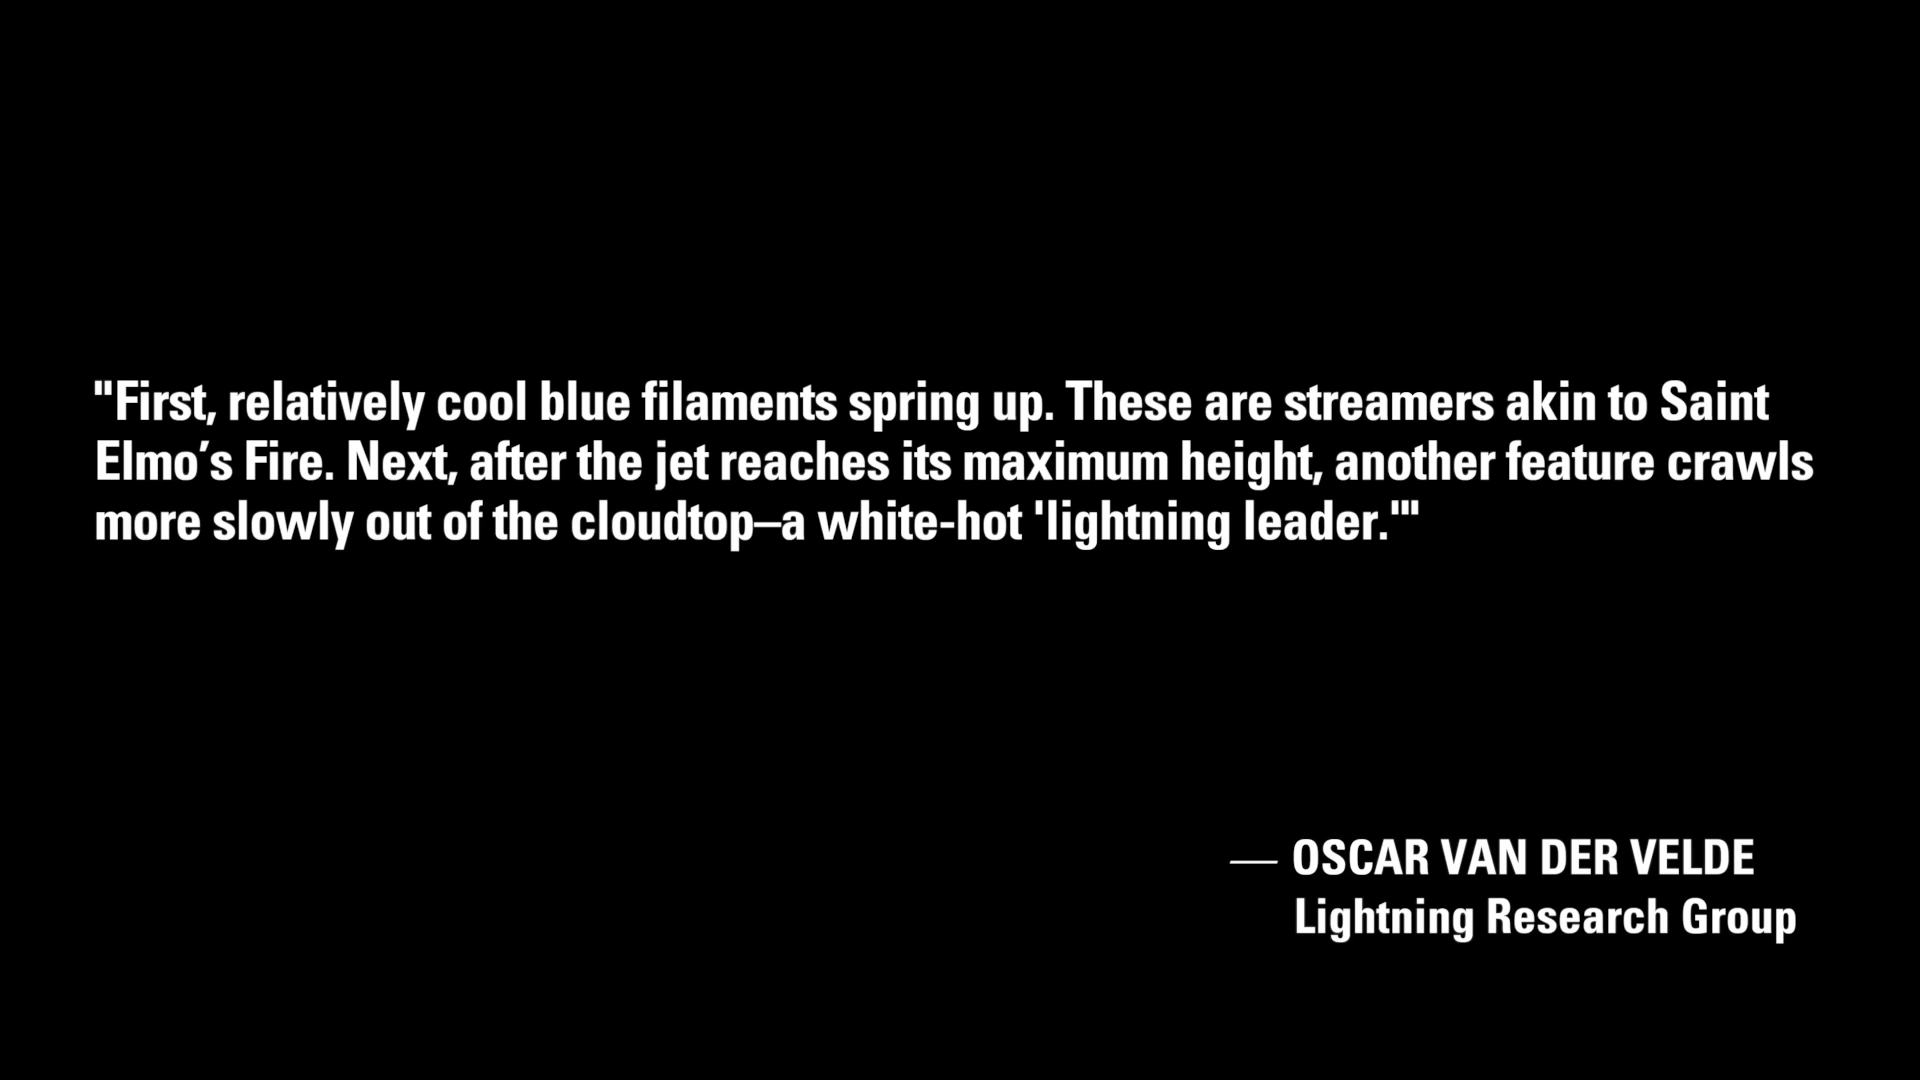 "First, relatively cool blue filaments spring up. These are streamers akin to Saint
Elmo’s Fire. Next, after the jet reaches its maximum height, another feature crawls
more slowly out of the cloudtop–a white-hot 'lightning leader.'"
— OSCAR VAN DER VELDE
Lightning Research Group